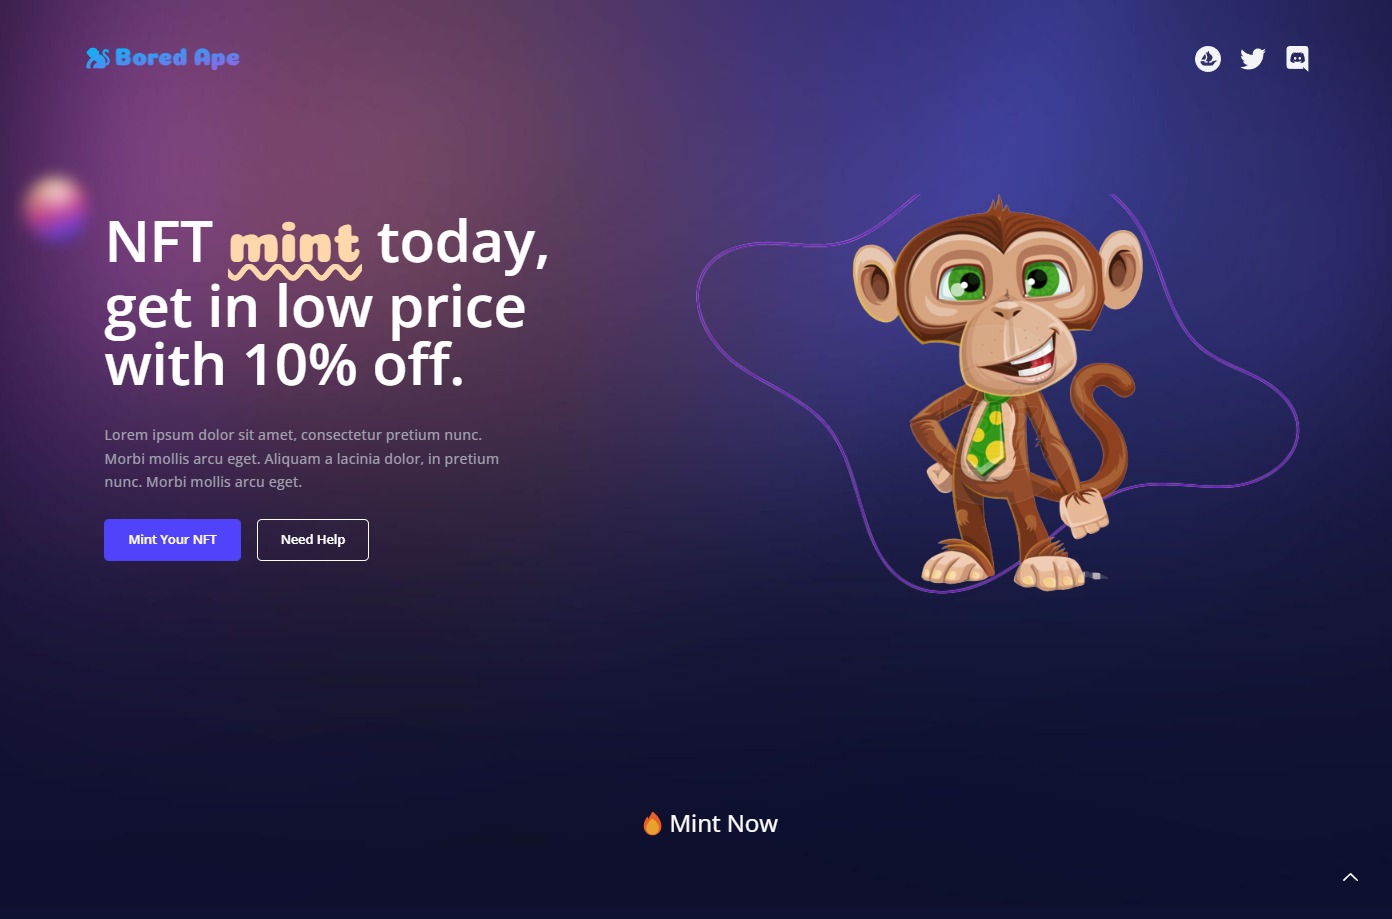 Bored Ape
NFT mint today,
get in low price
with 10% off.
Lorem ipsum dolor sit amet, consectetur pretium nunc.
Morbi mollis arcu eget. Aliquam a lacinia dolor, in pretium
nunc. Morbi mollis arcu eget.
Mint Your NFT
Need Help
Mint Now